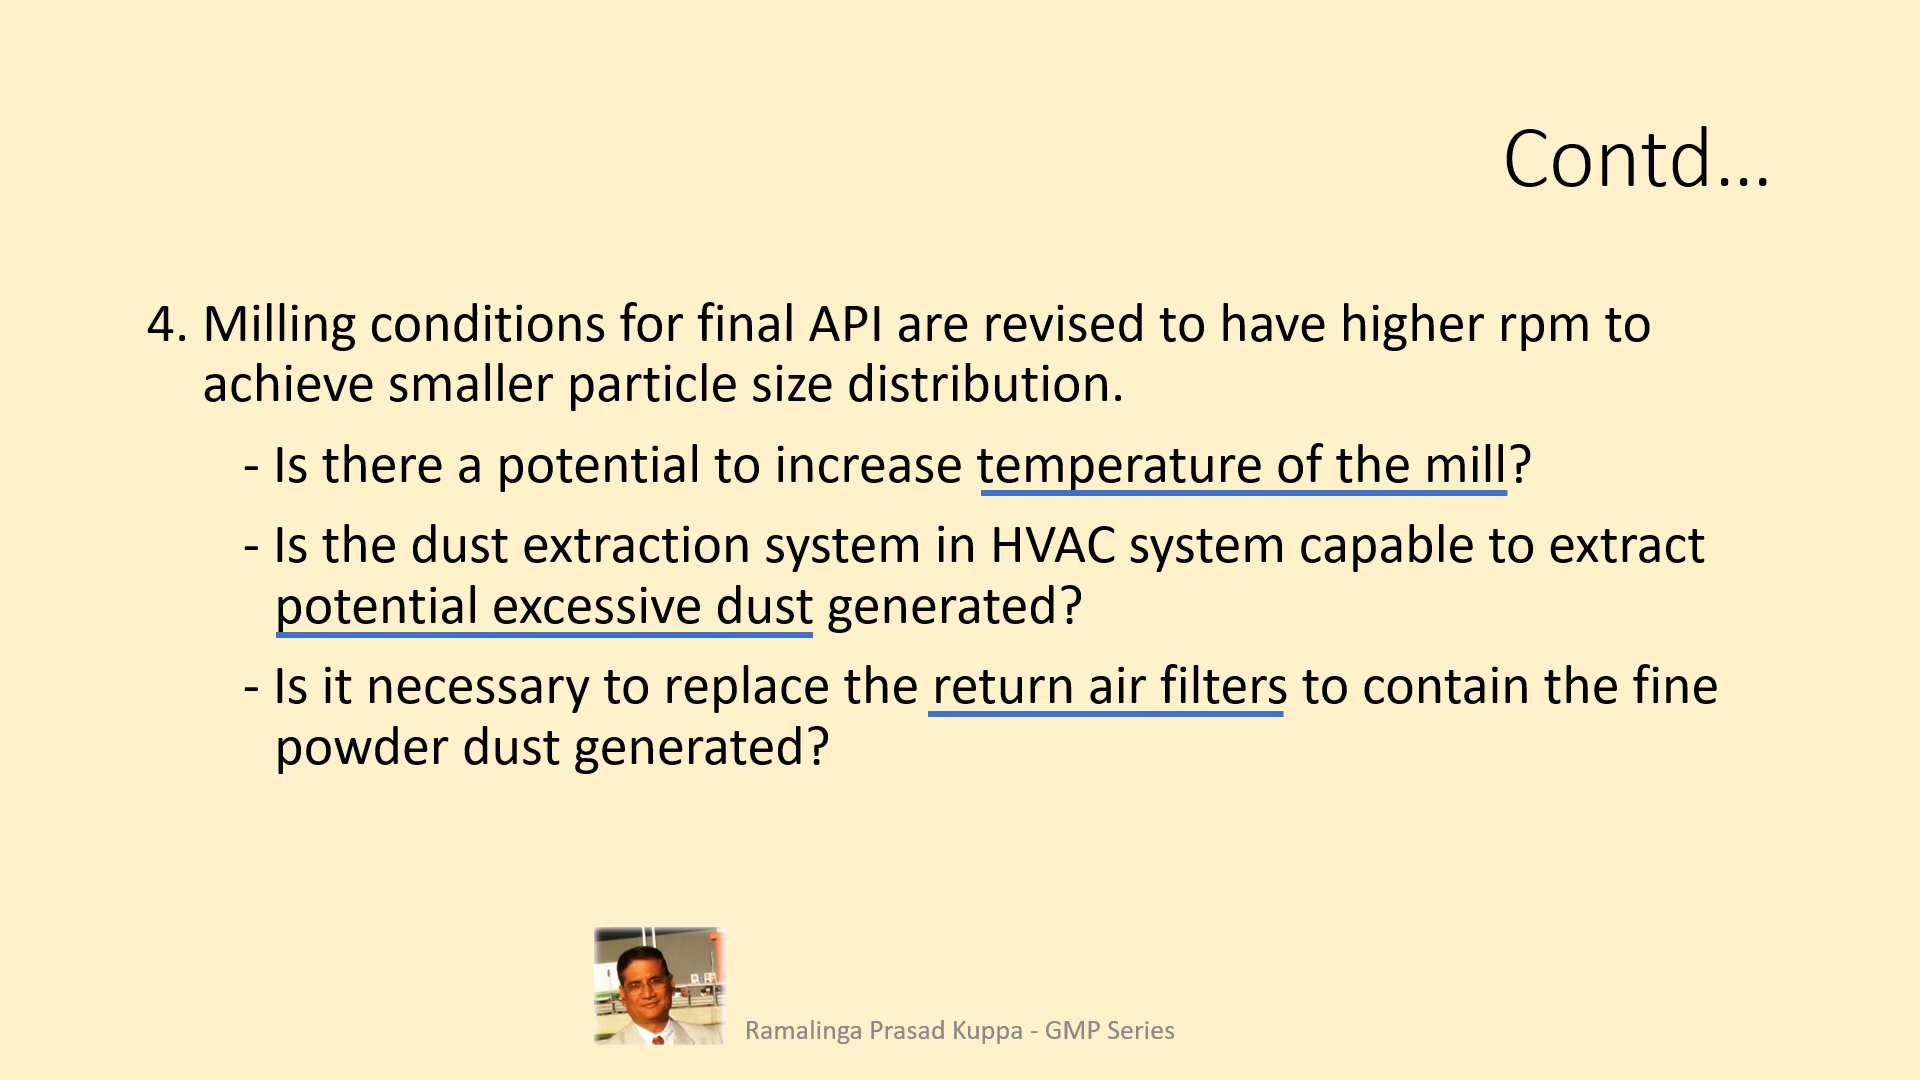 Contd...
4. Milling conditions for final API are revised to have higher rpm to
achieve smaller particle size distribution.
- Is there a potential to increase temperature of the mill?
- Is the dust extraction system in HVAC system capable to extract
potential excessive dust generated?
- Is it necessary to replace the return air filters to contain the fine
powder dust generated?
Ramalinga Prasad Kuppa - GMP Series